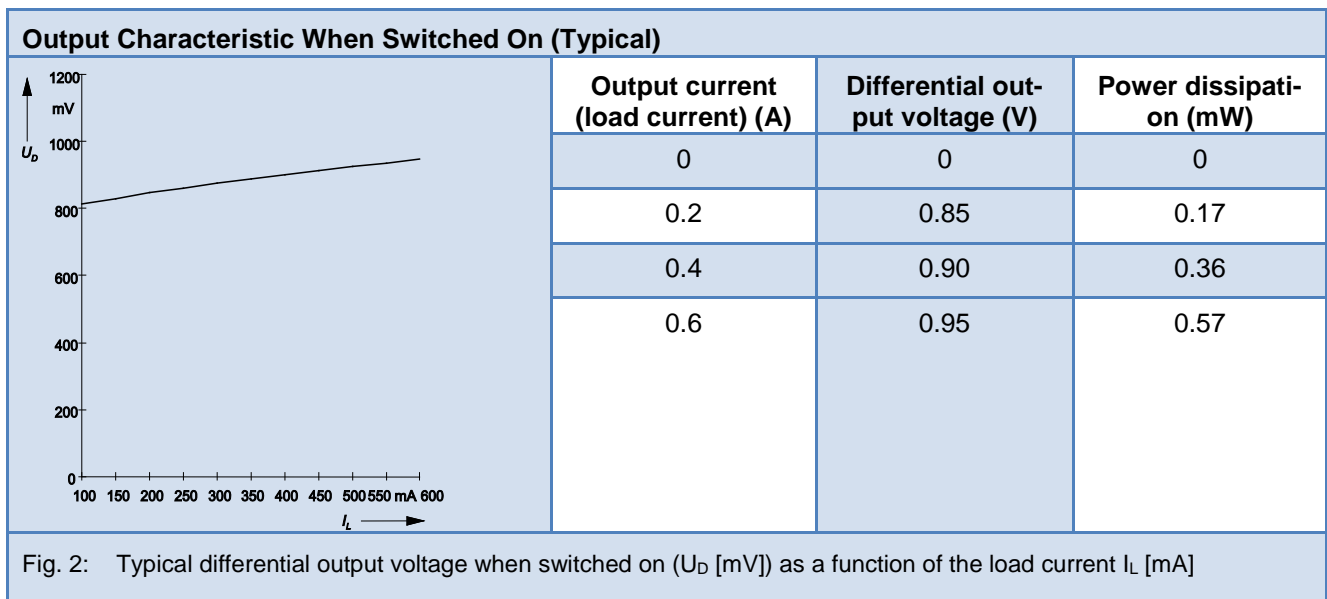 Output Characteristic When Switched On (Typical)
1200
mV
U_D
1000
800
600
400
200
0
100 150 200 250 300 350 400 450 500 550 mA 600
I_L
Output current
(load current) (A)
Differential out-
put voltage (V)
Power dissipati-
on (mW)
0 0 0
0.2 0.85 0.17
0.4 0.90 0.36
0.6 0.95 0.57
Fig. 2: Typical differential output voltage when switched on (U_D [mV]) as a function of the load current I_L [mA]